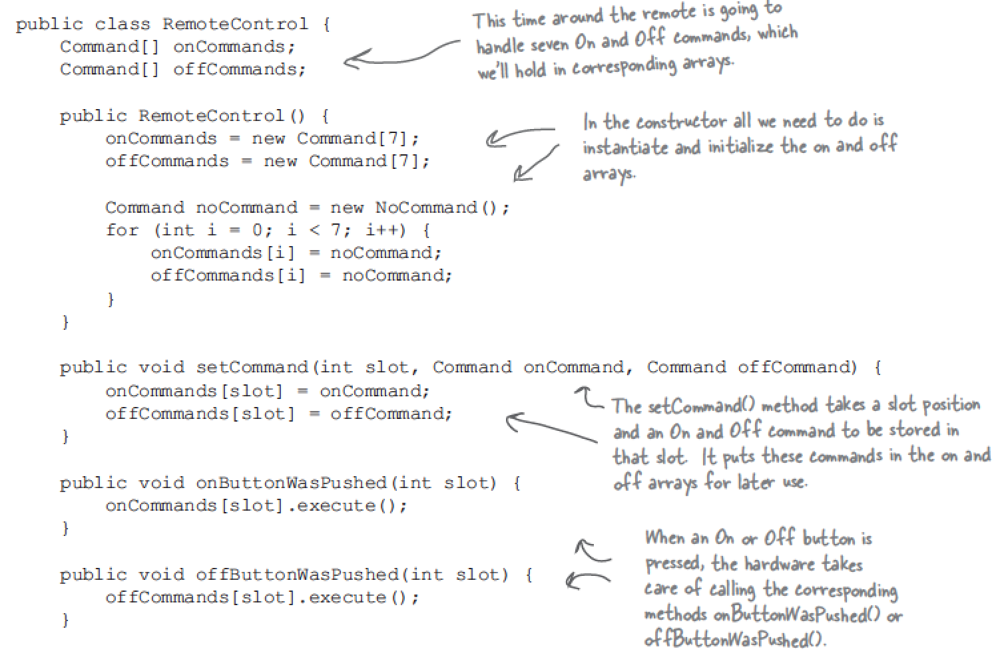 public class RemoteControl {
Command[] onCommands;
Command[] offCommands;
This time around the remote is going to
handle seven On and Off commands, which
we'll hold in corresponding arrays.
public RemoteControl() {
onCommands = new Command[7];
offCommands = new Command[7];
In the constructor all we need to do is
instantiate and initialize the on and off
arrays.
Command noCommand = new NoCommand();
for (int i = 0; i < 7; i++) {
onCommands[i] = noCommand;
offCommands[i] = noCommand;
}
}
public void setCommand(int slot, Command onCommand, Command offCommand) {
onCommands[slot] = onCommand;
offCommands[slot] = offCommand;
}
The setCommand() method takes a slot position
and an On and Off command to be stored in
that slot. It puts these commands in the on and
off arrays for later use.
public void onButtonWasPushed(int slot) {
onCommands[slot].execute();
}
public void offButtonWasPushed(int slot) {
offCommands[slot].execute();
}
When an On or Off button is
pressed, the hardware takes
care of calling the corresponding
methods onButtonWasPushed() or
offButtonWasPushed().